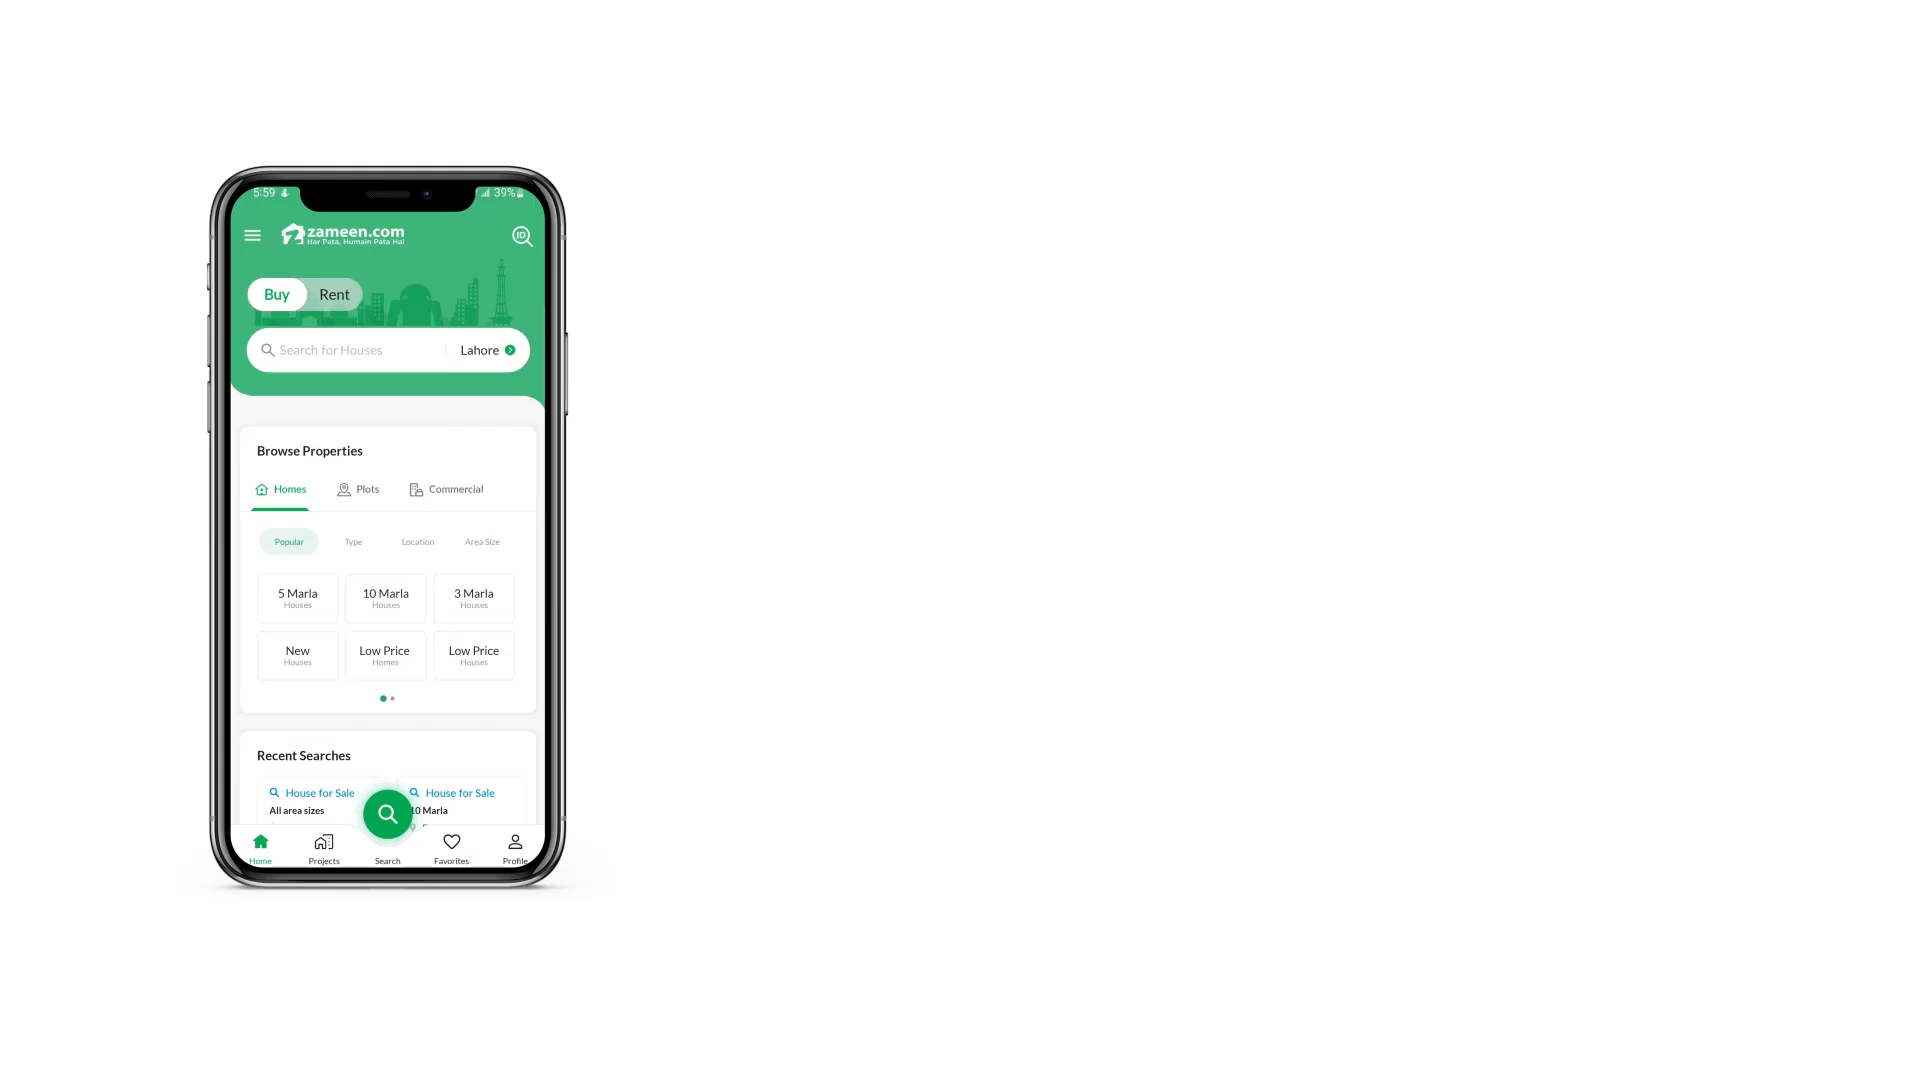 5:59
39%
zameen.com
Har Pata, Humain Pata Hai
ID
Buy
Rent
Search for Houses
Lahore
Browse Properties
Homes
Plots
Commercial
Popular
Type
Location
Area Size
5 Marla
Houses
10 Marla
Houses
3 Marla
Houses
New
Houses
Low Price
Homes
Low Price
Houses
Recent Searches
House for Sale
All area sizes
House for Sale
10 Marla
Home
Projects
Search
Favorites
Profile